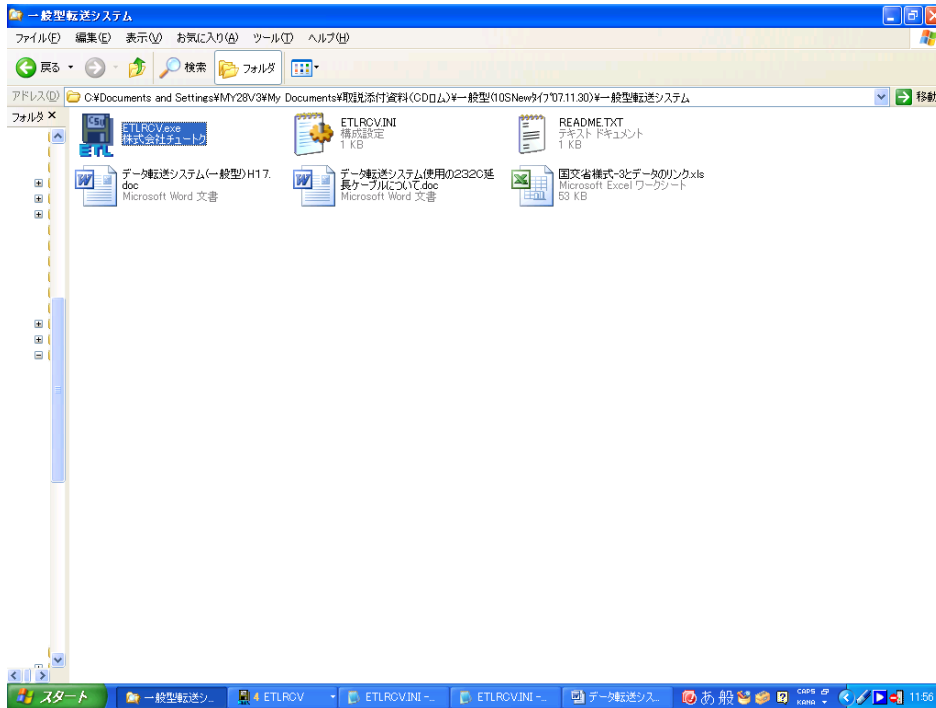 一般型転送システム
ファイル(F) 編集(E) 表示(V) お気に入り(A) ツール(T) ヘルプ(H)
戻る 検索 フォルダ
アドレス(D) C:¥Documents and Settings¥MY28V3¥My Documents¥取説添付資料(CDロム)¥一般型(10SNewタイプ'07.11.30)¥一般型転送システム 移動
フォルダ ×
ETLRCV.exe
株式会社チュートク
ETLRCV.INI
構成設定
1 KB
README.TXT
テキスト ドキュメント
1 KB
データ転送システム(一般型)H17.
doc
Microsoft Word 文書
データ転送システム(使用の232C延
長ケーブルについて.doc
Microsoft Word 文書
国交省様式-3とデータのリンク.xls
Microsoft Excel ワークシート
53 KB
スタート 一般型転送シ... 4 ETLRCV ETLRCV.INI -... ETLRCV.INI -... データ転送シス... あ 般 CAPS KANA 11:56